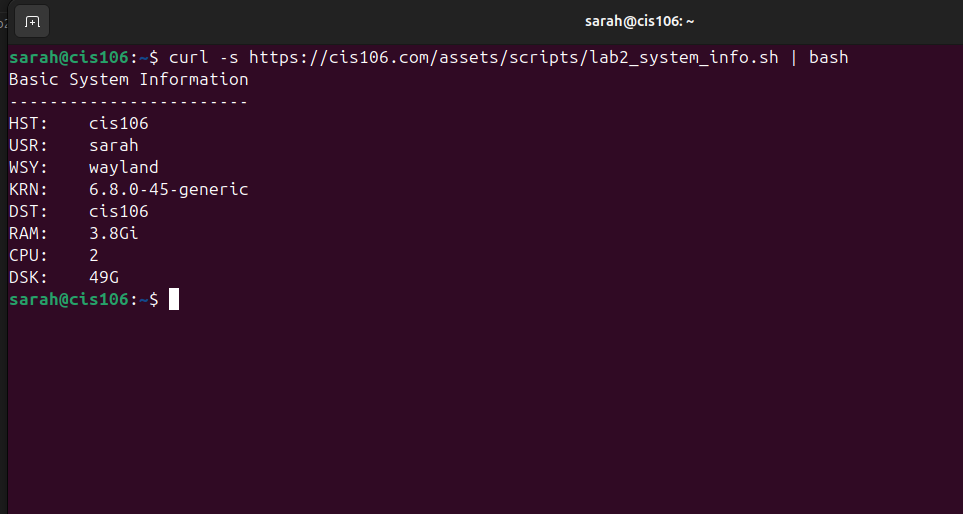 sarah@cis106: ~
sarah@cis106:~$ curl -s https://cis106.com/assets/scripts/lab2_system_info.sh | bash
Basic System Information
------------------------
HST:    cis106
USR:    sarah
WSY:    wayland
KRN:    6.8.0-45-generic
DST:    cis106
RAM:    3.8Gi
CPU:    2
DSK:    49G
sarah@cis106:~$